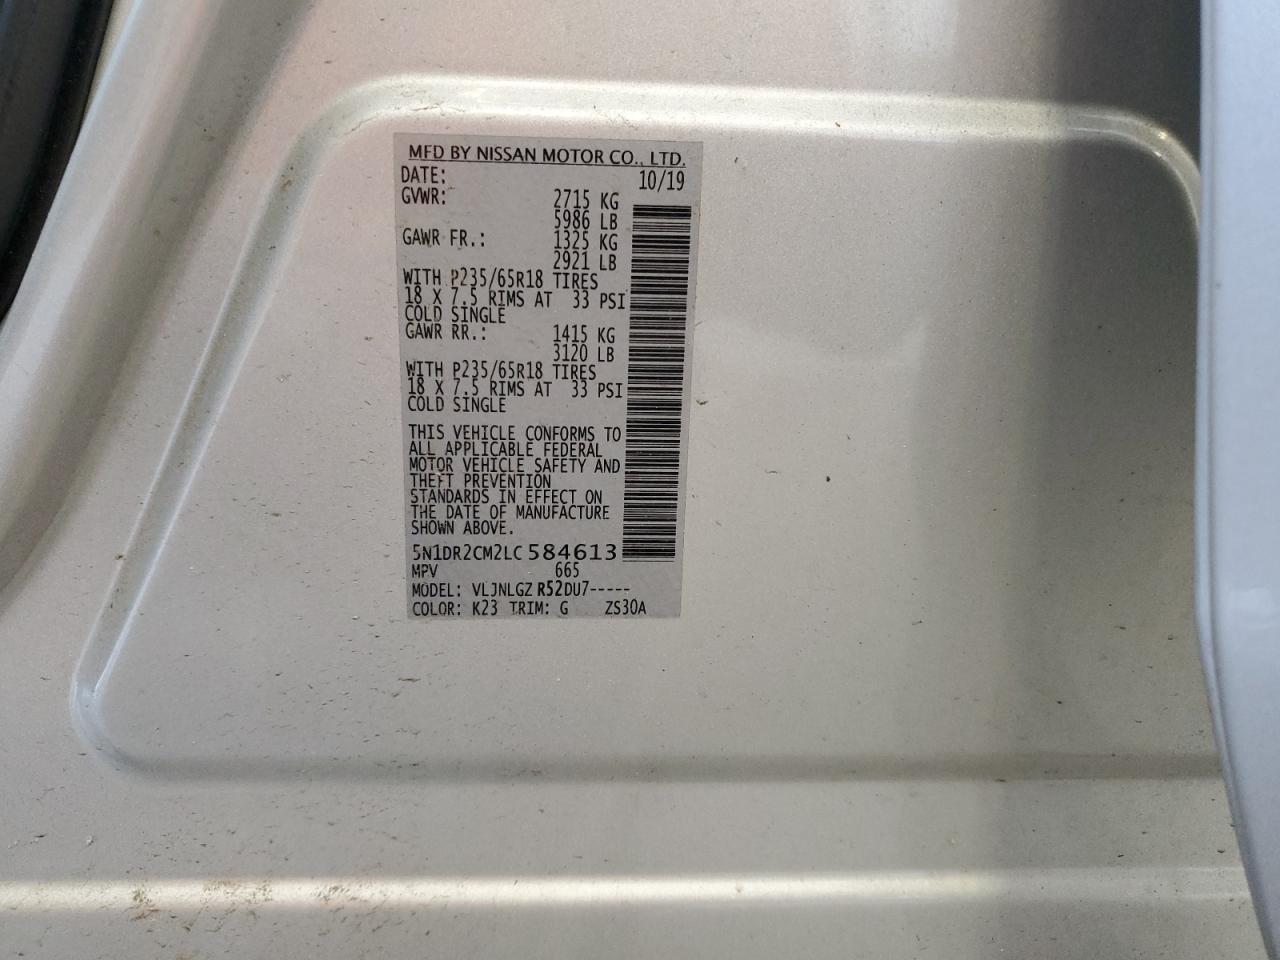 MFD BY NISSAN MOTOR CO., LTD.
DATE: 10/19
GVWR: 2715 KG
5986 LB
GAWR FR.: 1325 KG
2921 LB
WITH P235/65R18 TIRES
18 X 7.5 RIMS AT 33 PSI
COLD SINGLE
GAWR RR.: 1415 KG
3120 LB
WITH P235/65R18 TIRES
18 X 7.5 RIMS AT 33 PSI
COLD SINGLE
THIS VEHICLE CONFORMS TO
ALL APPLICABLE FEDERAL
MOTOR VEHICLE SAFETY AND
THEFT PREVENTION
STANDARDS IN EFFECT ON
THE DATE OF MANUFACTURE
SHOWN ABOVE.
5N1DR2CM2LC584613
MPV 665
MODEL: VLJNLGZ R52DU7-----
COLOR: K23 TRIM: G ZS30A